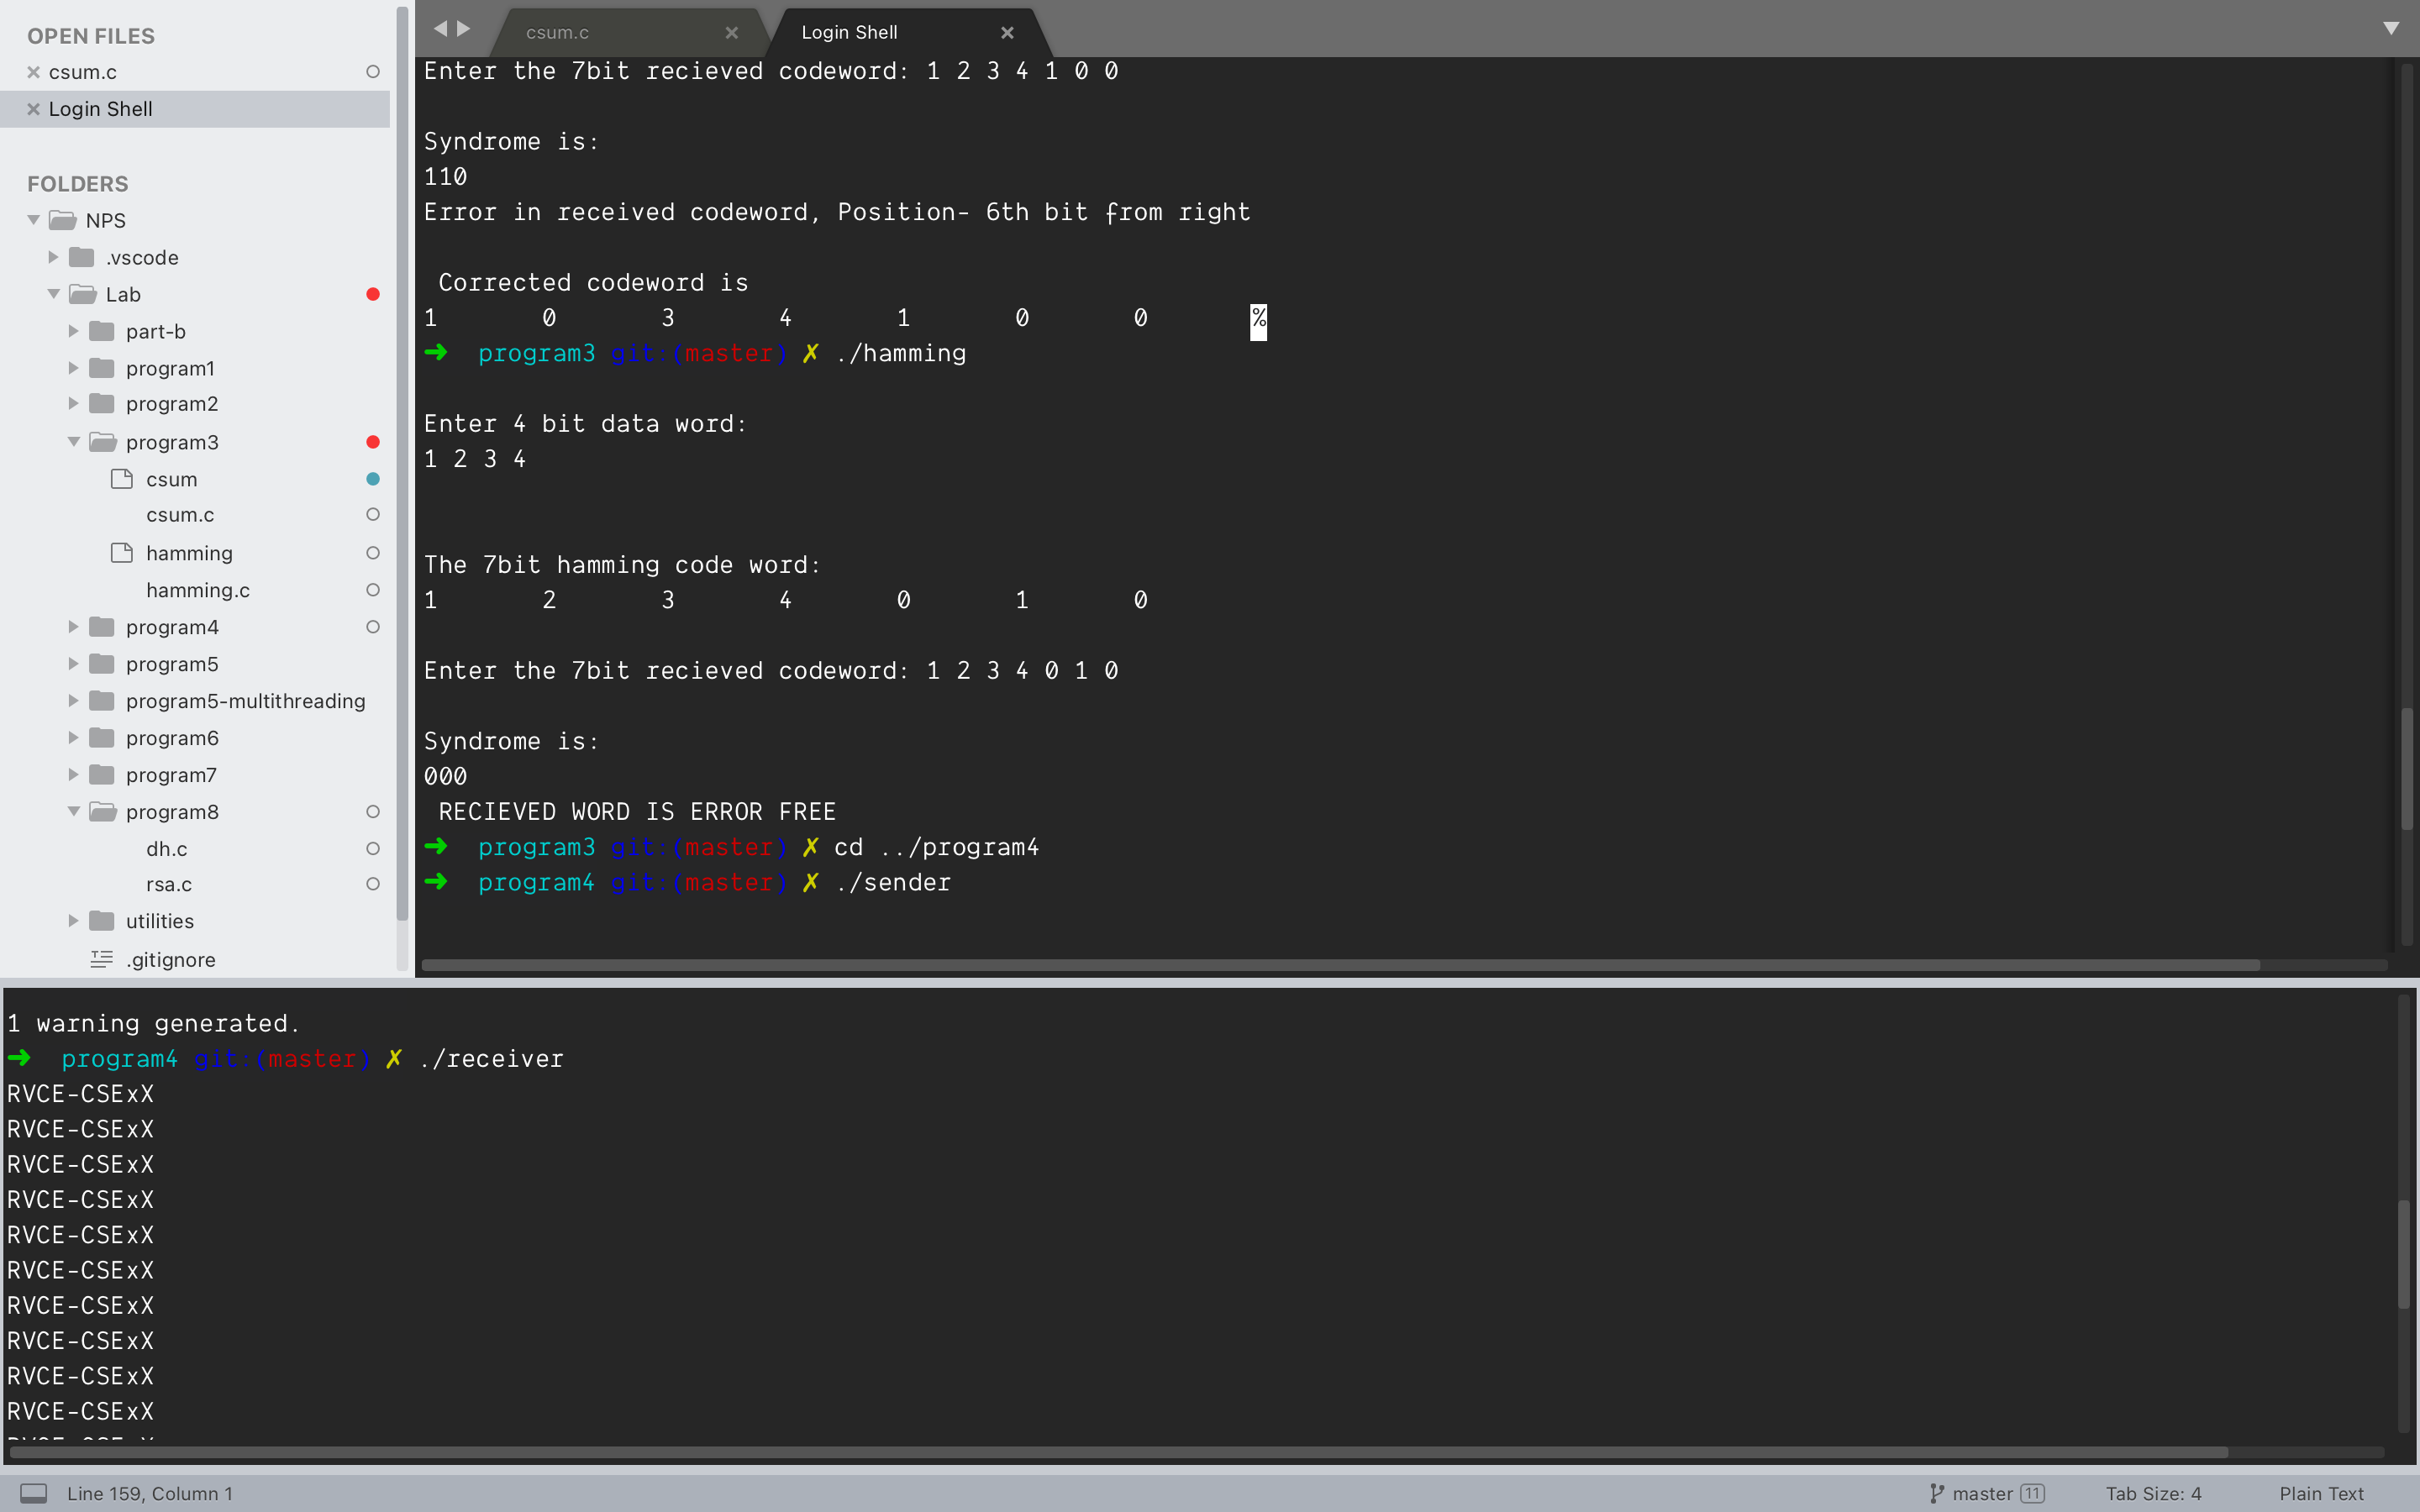 OPEN FILES
csum.c
Login Shell
FOLDERS
NPS
.vscode
Lab
part-b
program1
program2
program3
csum
csum.c
hamming
hamming.c
program4
program5
program5-multithreading
program6
program7
program8
dh.c
rsa.c
utilities
.gitignore
csum.c
Login Shell
Enter the 7bit recieved codeword: 1 2 3 4 1 0 0
Syndrome is:
110
Error in received codeword, Position- 6th bit from right
Corrected codeword is
1 0 3 4 1 0 0 %
➜ program3 git:(master) ✗ ./hamming
Enter 4 bit data word:
1 2 3 4
The 7bit hamming code word:
1 2 3 4 0 1 0
Enter the 7bit recieved codeword: 1 2 3 4 0 1 0
Syndrome is:
000
RECIEVED WORD IS ERROR FREE
➜ program3 git:(master) ✗ cd ../program4
➜ program4 git:(master) ✗ ./sender
1 warning generated.
➜ program4 git:(master) ✗ ./receiver
RVCE-CSExX
RVCE-CSExX
RVCE-CSExX
RVCE-CSExX
RVCE-CSExX
RVCE-CSExX
RVCE-CSExX
RVCE-CSExX
RVCE-CSExX
RVCE-CSExX
Line 159, Column 1
master 11
Tab Size: 4
Plain Text